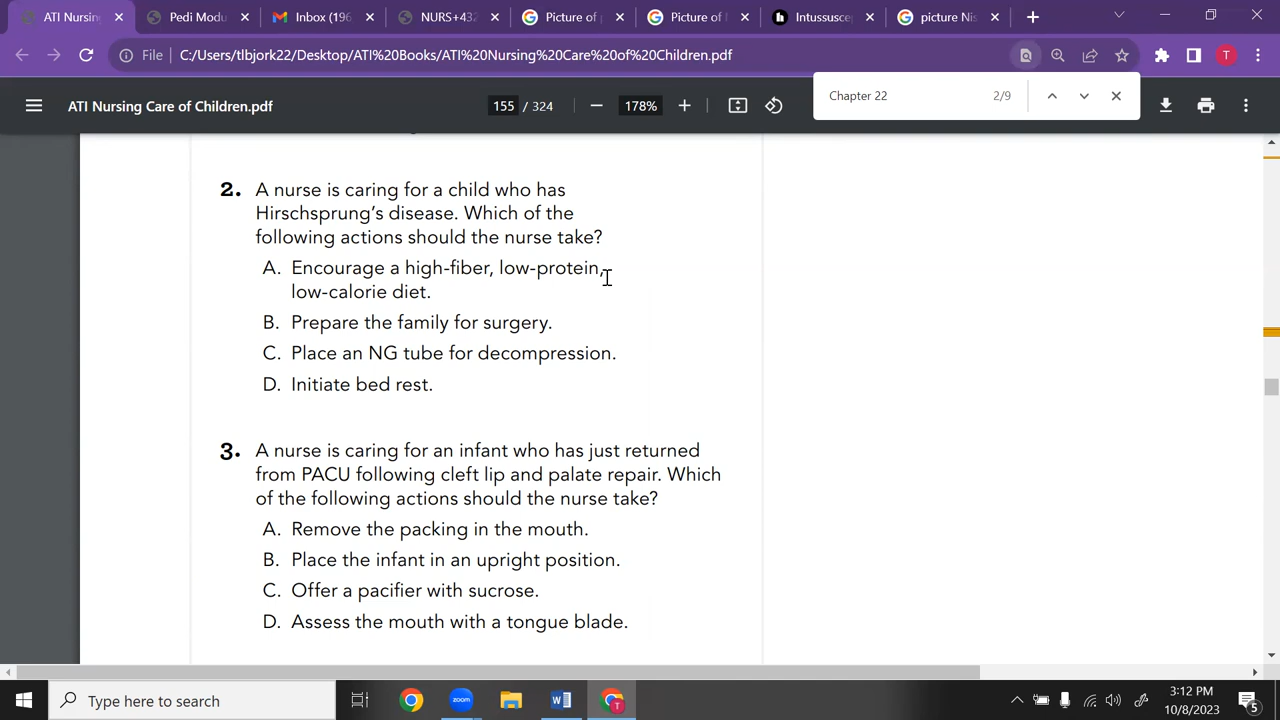 ATI Nursin
Pedi Modu
Inbox (196
NURS+432
Picture of p
Picture of I
Intussusce
picture Nis
File C:/Users/tlbjork22/Desktop/ATI%20Books/ATI%20Nursing%20Care%20of%20Children.pdf
T
ATI Nursing Care of Children.pdf
155 / 324
178%
Chapter 22 2/9
2. A nurse is caring for a child who has
Hirschsprung's disease. Which of the
following actions should the nurse take?
A. Encourage a high-fiber, low-protein,
low-calorie diet.
B. Prepare the family for surgery.
C. Place an NG tube for decompression.
D. Initiate bed rest.
3. A nurse is caring for an infant who has just returned
from PACU following cleft lip and palate repair. Which
of the following actions should the nurse take?
A. Remove the packing in the mouth.
B. Place the infant in an upright position.
C. Offer a pacifier with sucrose.
D. Assess the mouth with a tongue blade.
Type here to search
zoom
W
T
3:12 PM
10/8/2023
5